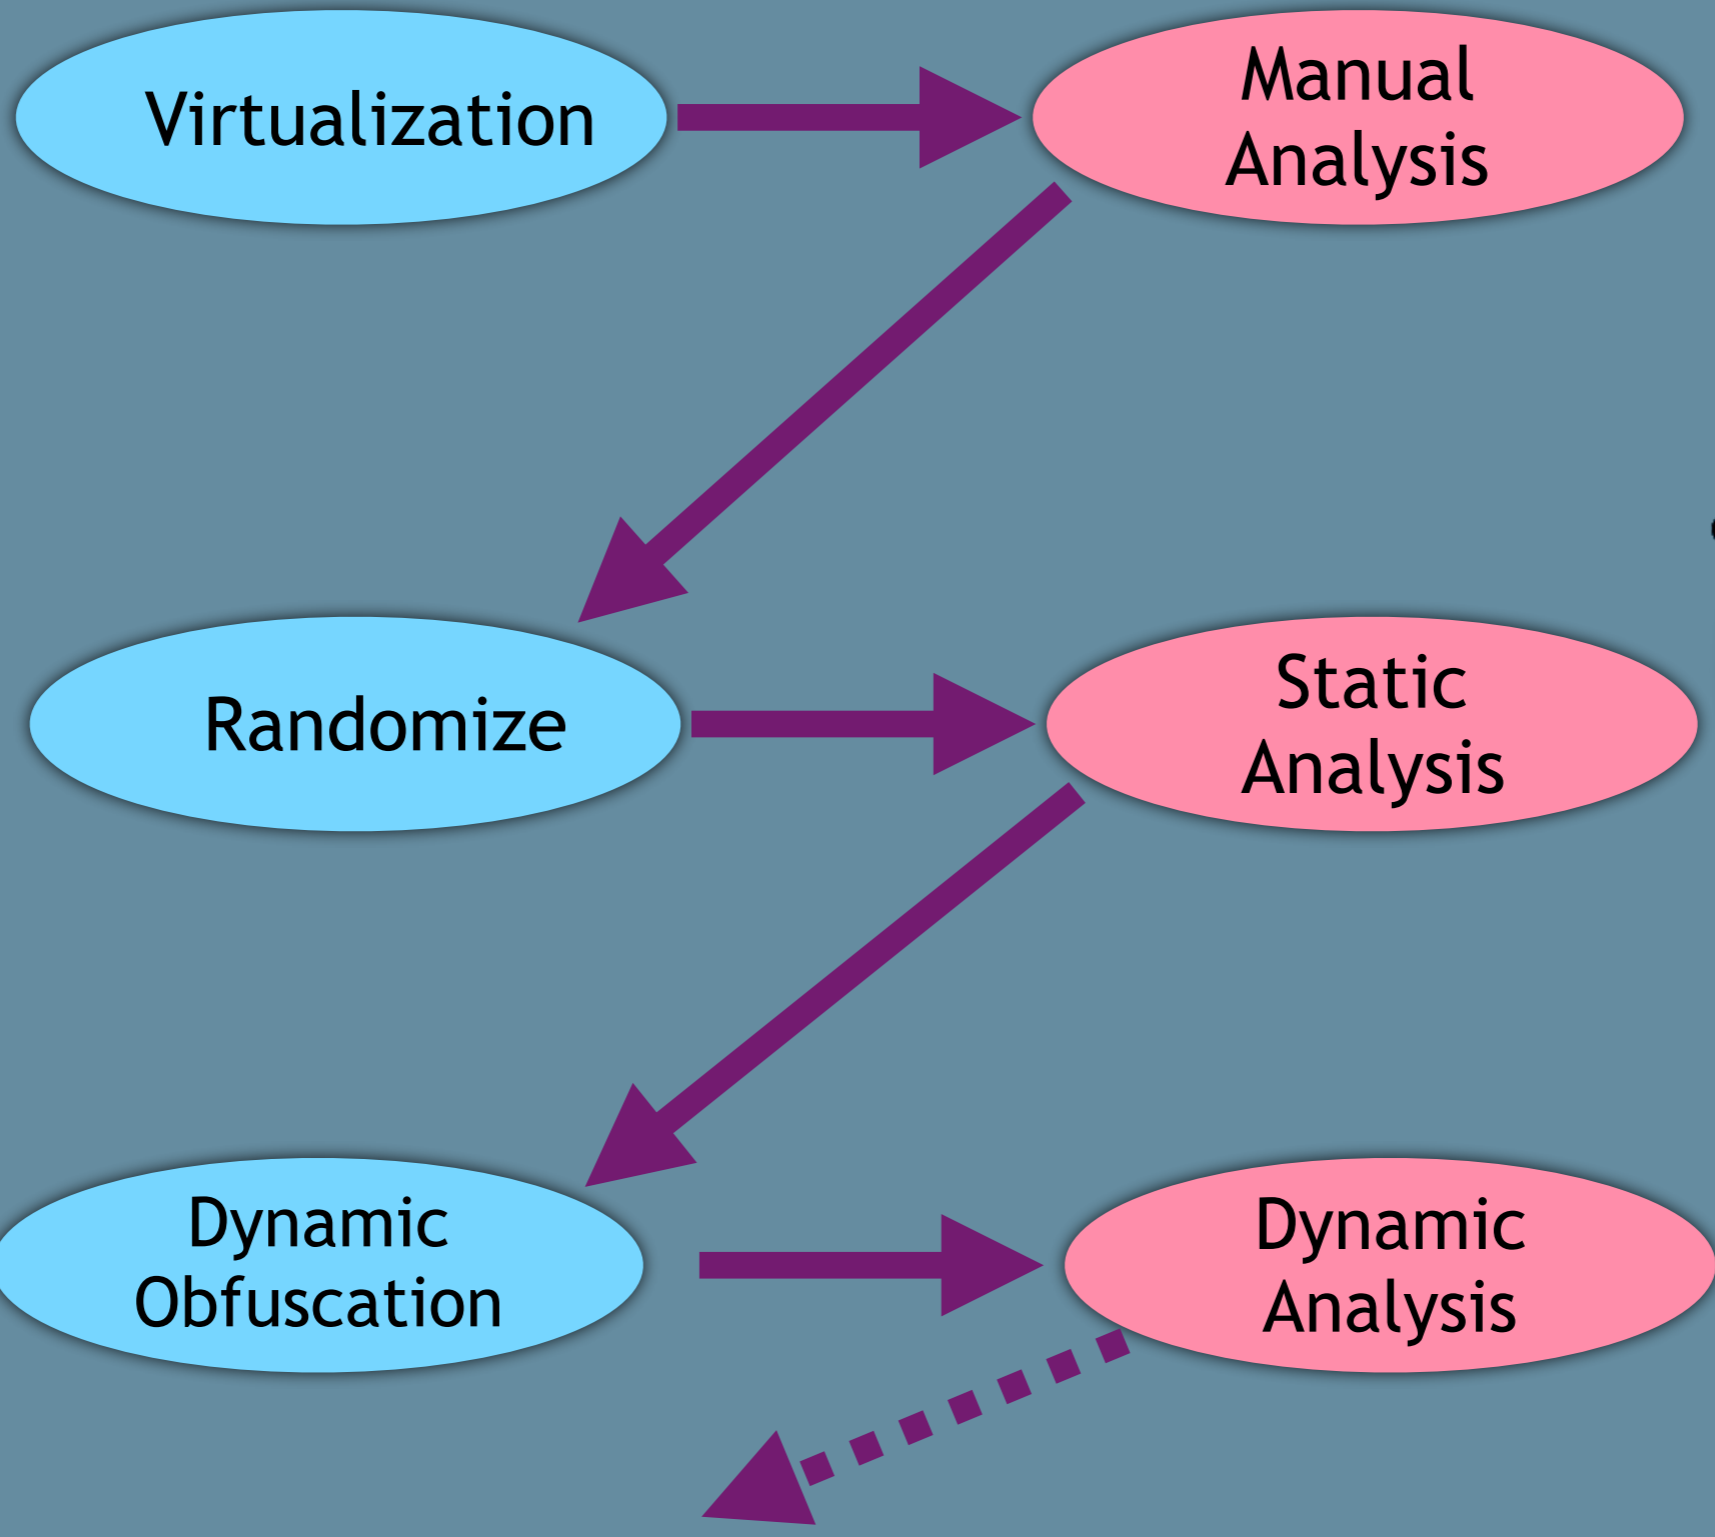 Virtualization
Manual
Analysis
Randomize
Static
Analysis
Dynamic
Obfuscation
Dynamic
Analysis